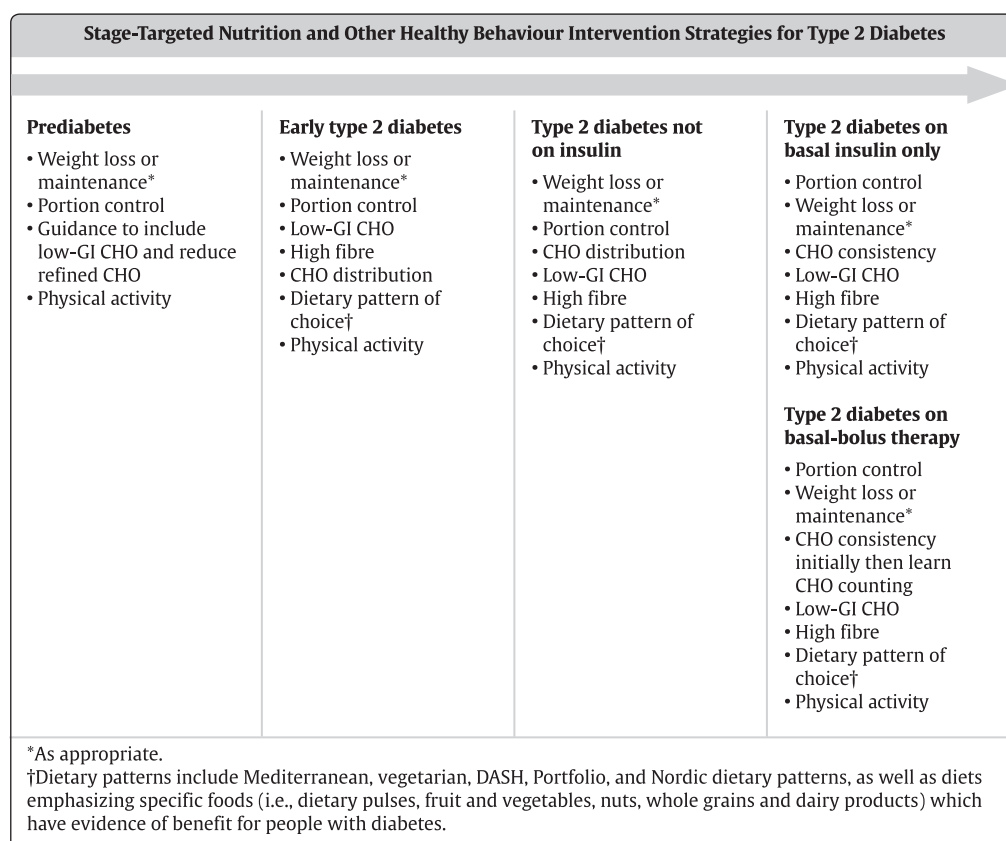 Stage-Targeted Nutrition and Other Healthy Behaviour Intervention Strategies for Type 2 Diabetes
Prediabetes
• Weight loss or
maintenance*
• Portion control
• Guidance to include
low-GI CHO and reduce
refined CHO
• Physical activity
Early type 2 diabetes
• Weight loss or
maintenance*
• Portion control
• Low-GI CHO
• High fibre
• CHO distribution
• Dietary pattern of
choice†
• Physical activity
Type 2 diabetes not
on insulin
• Weight loss or
maintenance*
• Portion control
• CHO distribution
• Low-GI CHO
• High fibre
• Dietary pattern of
choice†
• Physical activity
Type 2 diabetes on
basal insulin only
• Portion control
• Weight loss or
maintenance*
• CHO consistency
• Low-GI CHO
• High fibre
• Dietary pattern of
choice†
• Physical activity
Type 2 diabetes on
basal-bolus therapy
• Portion control
• Weight loss or
maintenance*
• CHO consistency
initially then learn
CHO counting
• Low-GI CHO
• High fibre
• Dietary pattern of
choice†
• Physical activity
*As appropriate.
†Dietary patterns include Mediterranean, vegetarian, DASH, Portfolio, and Nordic dietary patterns, as well as diets
emphasizing specific foods (i.e., dietary pulses, fruit and vegetables, nuts, whole grains and dairy products) which
have evidence of benefit for people with diabetes.